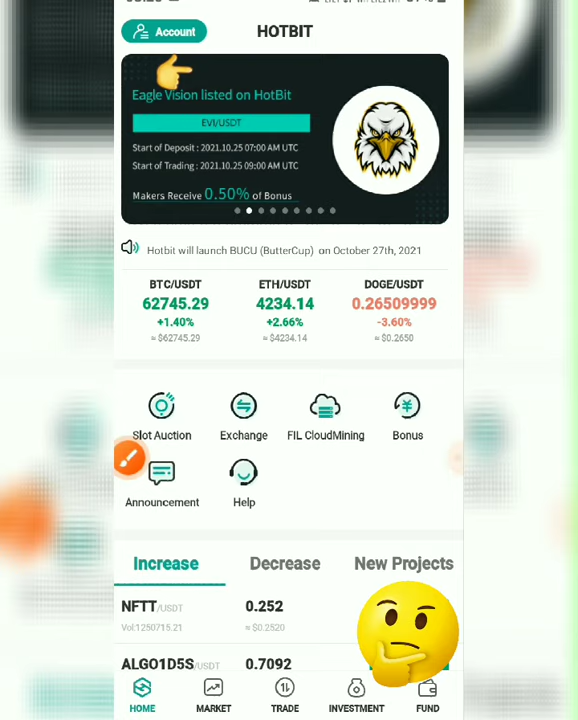 Account
HOTBIT
Eagle Vision listed on HotBit
EVI/USDT
Start of Deposit : 2021.10.25 07:00 AM UTC
Start of Trading : 2021.10.25 09:00 AM UTC
Makers Receive 0.50% of Bonus
Hotbit will launch BUCU (ButterCup) on October 27th, 2021
BTC/USDT ETH/USDT DOGE/USDT
62745.29 4234.14 0.26509999
+1.40% +2.66% -3.60%
≈ $62745.29 ≈ $4234.14 ≈ $0.2650
Slot Auction Exchange FIL CloudMining Bonus
Announcement Help
Increase Decrease New Projects
NFTT/USDT 0.252
Vol:1250715.21 ≈ $0.2520
ALGO1D5S/USDT 0.7092
HOME MARKET TRADE INVESTMENT FUND